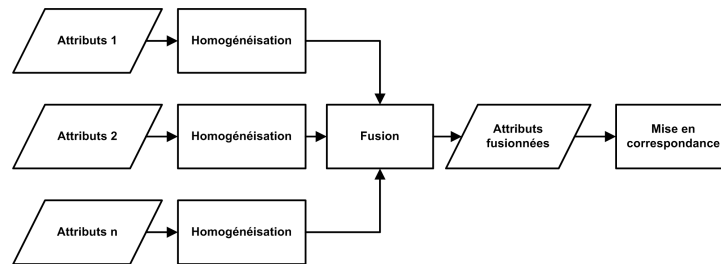 Attributs 1
Homogénéisation
Attributs 2
Homogénéisation
Fusion
Attributs
fusionnées
Mise en
correspondance
Attributs n
Homogénéisation